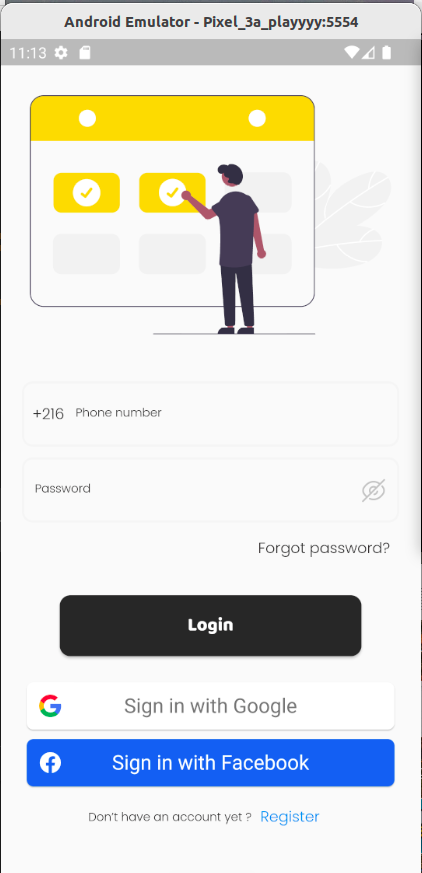 Android Emulator - Pixel_3a_playyyy:5554
11:13
+216 Phone number
Password
Forgot password?
Login
Sign in with Google
Sign in with Facebook
Don't have an account yet ? Register